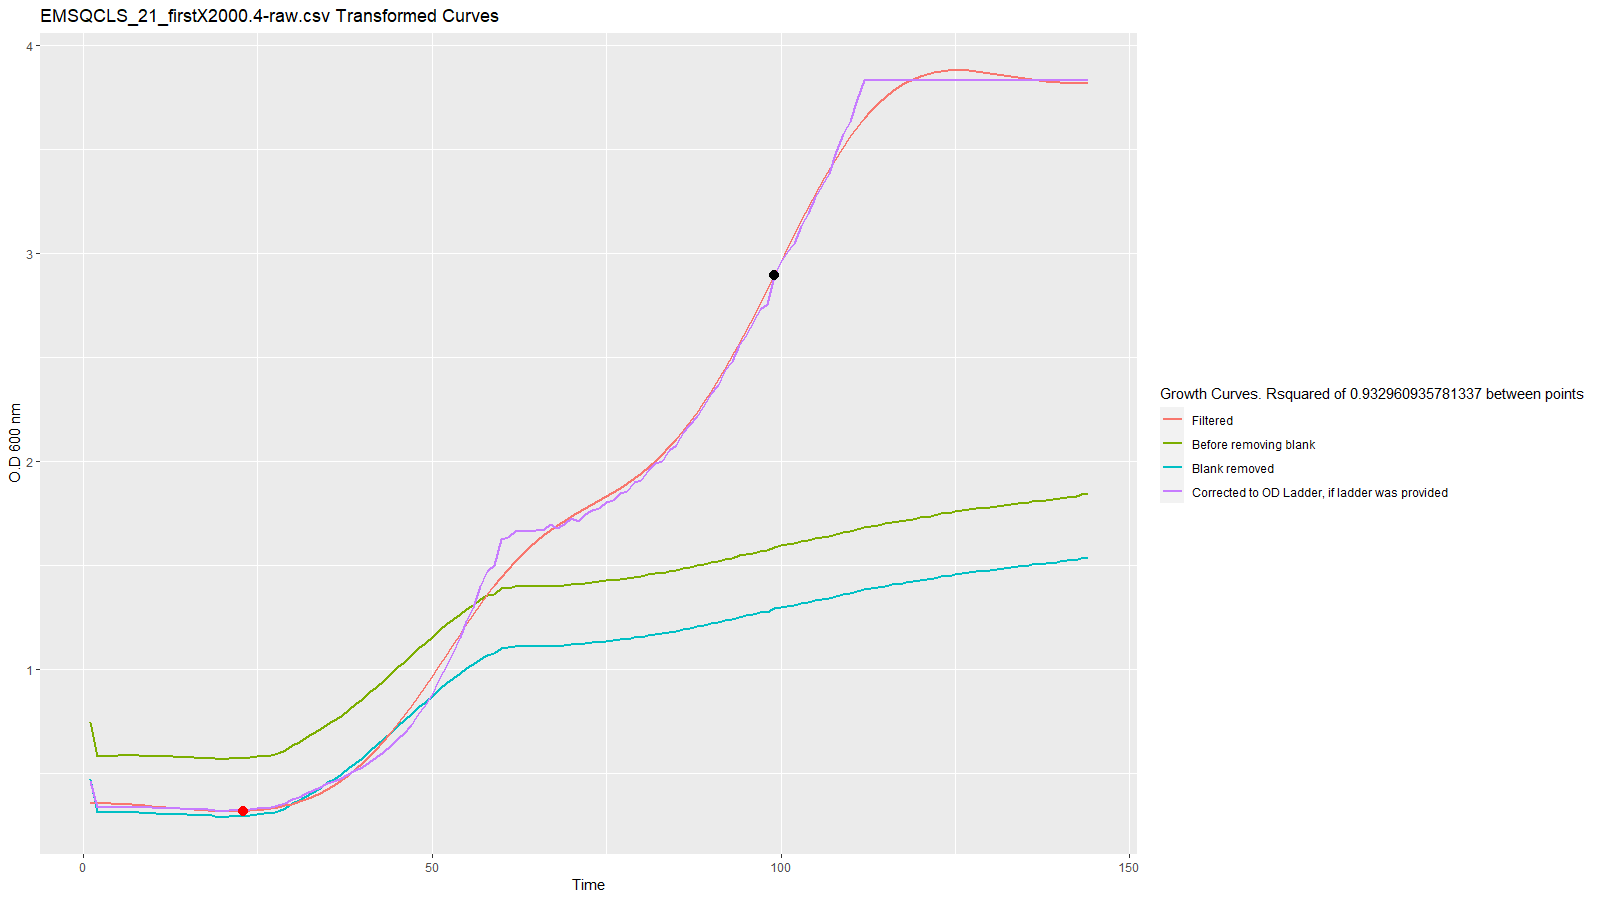 EMSQCLS_21_firstX2000.4-raw.csv Transformed Curves
4
3
2
1
O.D 600 nm
0
50
100
150
Time
Growth Curves. Rsquared of 0.932960935781337 between points
Filtered
Before removing blank
Blank removed
Corrected to OD Ladder, if ladder was provided